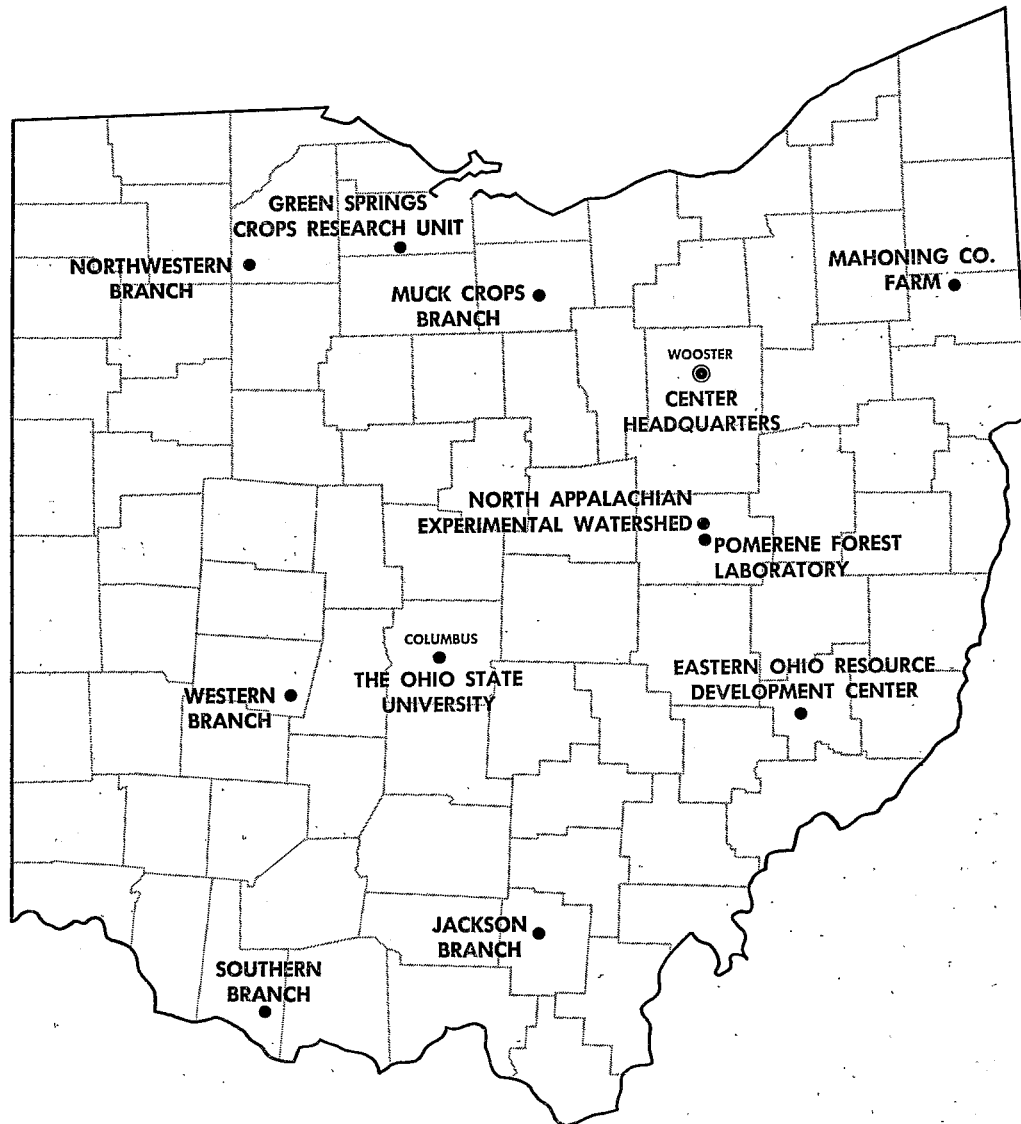 GREEN SPRINGS
CROPS RESEARCH UNIT
NORTHWESTERN
BRANCH
MUCK CROPS
BRANCH
MAHONING CO.
FARM
WOOSTER
CENTER
HEADQUARTERS
NORTH APPALACHIAN
EXPERIMENTAL WATERSHED
POMERENE FOREST
LABORATORY
COLUMBUS
THE OHIO STATE
UNIVERSITY
EASTERN OHIO RESOURCE
DEVELOPMENT CENTER
WESTERN
BRANCH
JACKSON
BRANCH
SOUTHERN
BRANCH